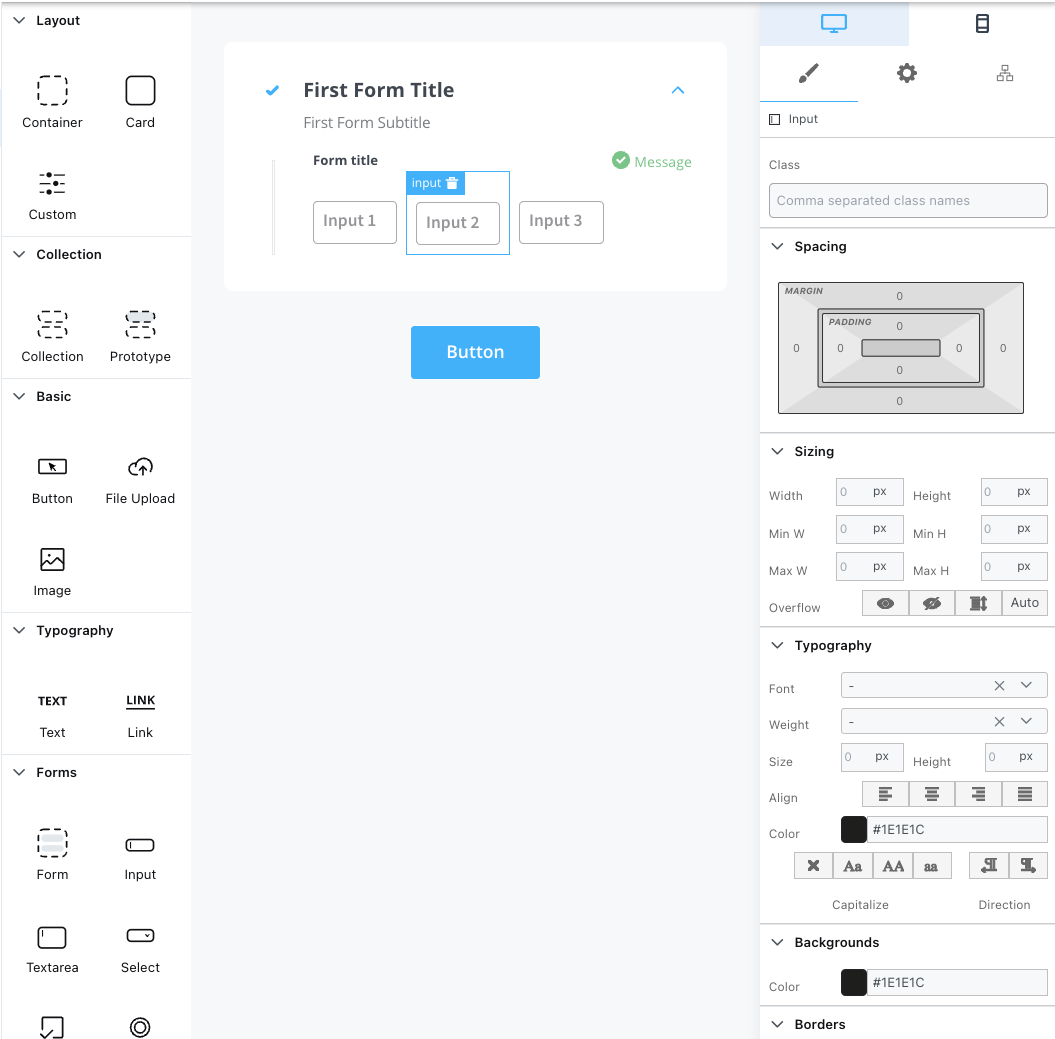 Layout
Container
Card
Custom
Collection
Collection
Prototype
Basic
Button
File Upload
Image
Typography
TEXT
LINK
Text
Link
Forms
Form
Input
Textarea
Select
First Form Title
First Form Subtitle
Form title
Message
input
Input 1
Input 2
Input 3
Button
Input
Class
Comma separated class names
Spacing
MARGIN
0
PADDING
0
0
0
0
0
0
0
Sizing
Width 0 px Height 0 px
Min W 0 px Min H 0 px
Max W 0 px Max H 0 px
Overflow Auto
Typography
Font -
Weight -
Size 0 px Height 0 px
Align
Color #1E1E1C
Aa AA aa
Capitalize Direction
Backgrounds
Color #1E1E1C
Borders